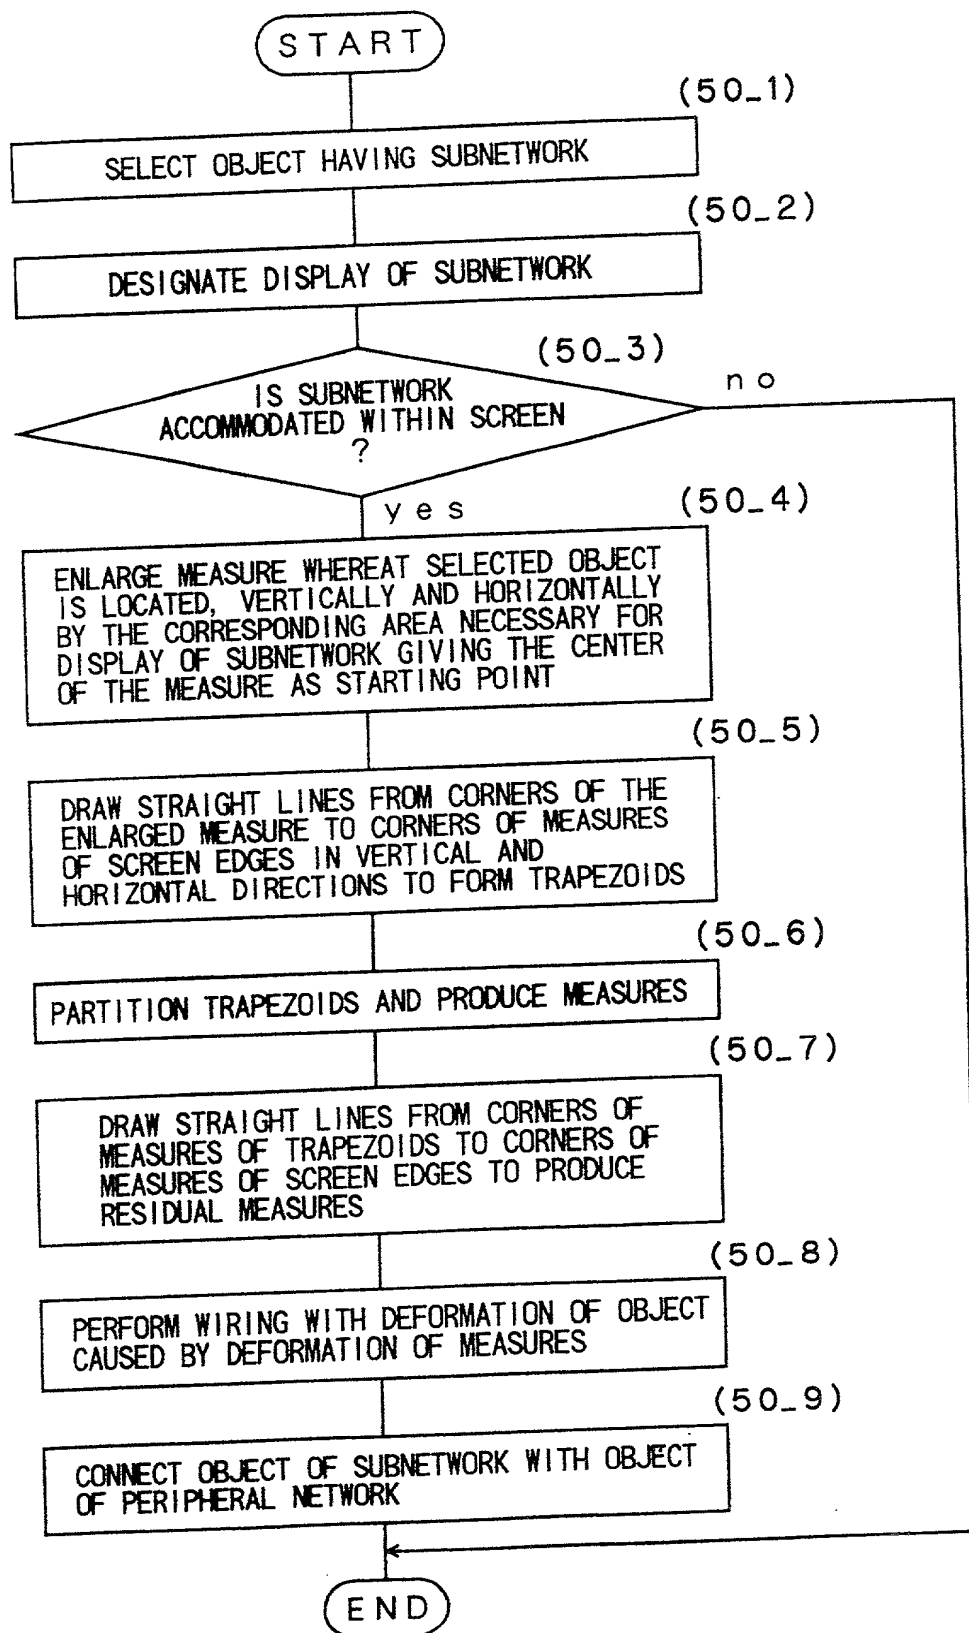 START
(50_1)
SELECT OBJECT HAVING SUBNETWORK
(50_2)
DESIGNATE DISPLAY OF SUBNETWORK
(50_3)
IS SUBNETWORK
ACCOMMODATED WITHIN SCREEN
?
no
yes
(50_4)
ENLARGE MEASURE WHEREAT SELECTED OBJECT
IS LOCATED, VERTICALLY AND HORIZONTALLY
BY THE CORRESPONDING AREA NECESSARY FOR
DISPLAY OF SUBNETWORK GIVING THE CENTER
OF THE MEASURE AS STARTING POINT
(50_5)
DRAW STRAIGHT LINES FROM CORNERS OF THE
ENLARGED MEASURE TO CORNERS OF MEASURES
OF SCREEN EDGES IN VERTICAL AND
HORIZONTAL DIRECTIONS TO FORM TRAPEZOIDS
(50_6)
PARTITION TRAPEZOIDS AND PRODUCE MEASURES
(50_7)
DRAW STRAIGHT LINES FROM CORNERS OF
MEASURES OF TRAPEZOIDS TO CORNERS OF
MEASURES OF SCREEN EDGES TO PRODUCE
RESIDUAL MEASURES
(50_8)
PERFORM WIRING WITH DEFORMATION OF OBJECT
CAUSED BY DEFORMATION OF MEASURES
(50_9)
CONNECT OBJECT OF SUBNETWORK WITH OBJECT
OF PERIPHERAL NETWORK
END